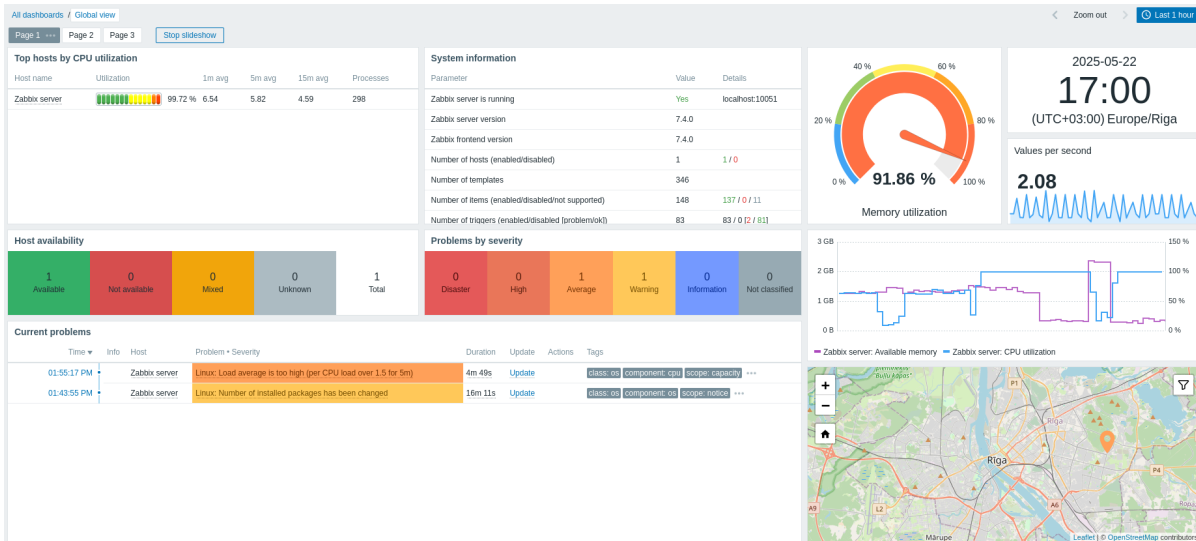 All dashboards / Global view
Zoom out
Last 1 hour
Page 1
Page 2
Page 3
Stop slideshow
Top hosts by CPU utilization
Host name Utilization 1m avg 5m avg 15m avg Processes
Zabbix server 99.72 % 6.54 5.82 4.59 298
System information
Parameter Value Details
Zabbix server is running Yes localhost:10051
Zabbix server version 7.4.0
Zabbix frontend version 7.4.0
Number of hosts (enabled/disabled) 1 1 / 0
Number of templates 346
Number of items (enabled/disabled/not supported) 148 137 / 0 / 11
Number of triggers (enabled/disabled [problem/ok]) 83 83 / 0 [2 / 81]
0 %
20 %
40 %
60 %
80 %
100 %
91.86 %
Memory utilization
2025-05-22
17:00
(UTC+03:00) Europe/Riga
Values per second
2.08
Host availability
1 Available
0 Not available
0 Mixed
0 Unknown
1 Total
Problems by severity
0 Disaster
0 High
1 Average
1 Warning
0 Information
0 Not classified
3 GB
2 GB
1 GB
0 B
150 %
100 %
50 %
0 %
Zabbix server: Available memory
Zabbix server: CPU utilization
Current problems
Time Info Host Problem • Severity Duration Update Actions Tags
01:55:17 PM Zabbix server Linux: Load average is too high (per CPU load over 1.5 for 5m) 4m 49s Update class: os component: cpu scope: capacity •••
01:43:55 PM Zabbix server Linux: Number of installed packages has been changed 16m 11s Update class: os component: os scope: notice •••
+
−
P1
Rīga
Rīga
P4
A9
L2
A6
Mārupe
Leaflet | © OpenStreetMap contributors